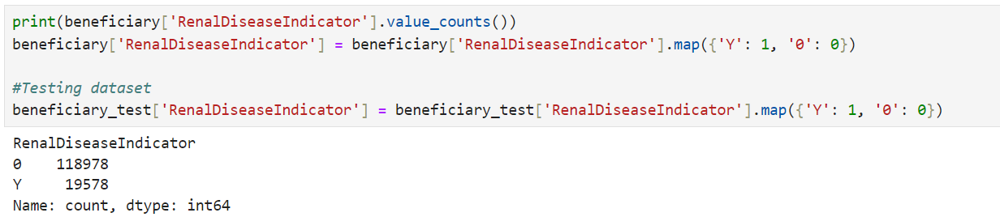 print(beneficiary['RenalDiseaseIndicator'].value_counts())
beneficiary['RenalDiseaseIndicator'] = beneficiary['RenalDiseaseIndicator'].map({'Y': 1, '0': 0})

#Testing dataset
beneficiary_test['RenalDiseaseIndicator'] = beneficiary_test['RenalDiseaseIndicator'].map({'Y': 1, '0': 0})
RenalDiseaseIndicator
0    118978
Y     19578
Name: count, dtype: int64